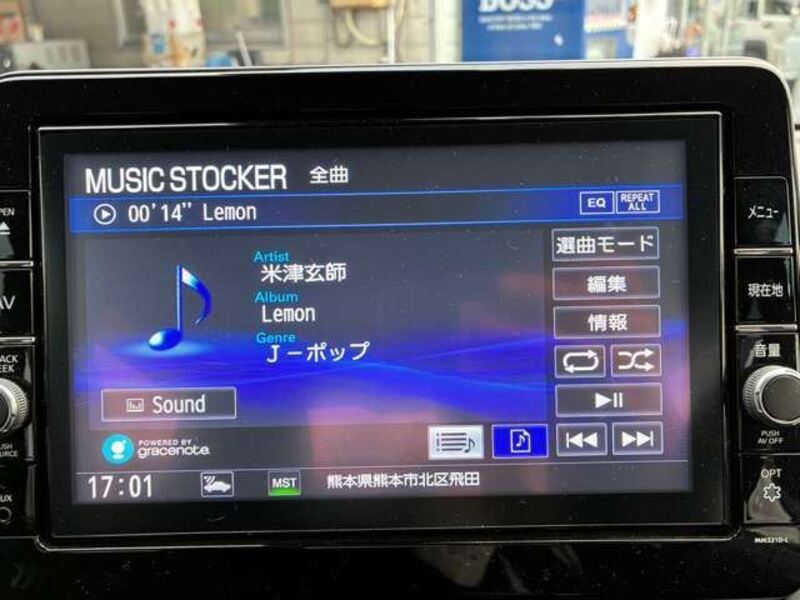 BOSS
MUSIC STOCKER 全曲
00'14" Lemon
EQ
REPEAT
ALL
Artist
米津玄師
Album
Lemon
Genre
J-ポップ
選曲モード
編集
情報
Sound
POWERED BY
gracenote.
17:01
MST
熊本県熊本市北区飛田
メニュー
現在地
音量
PUSH
AV OFF
OPT
MM321D-L